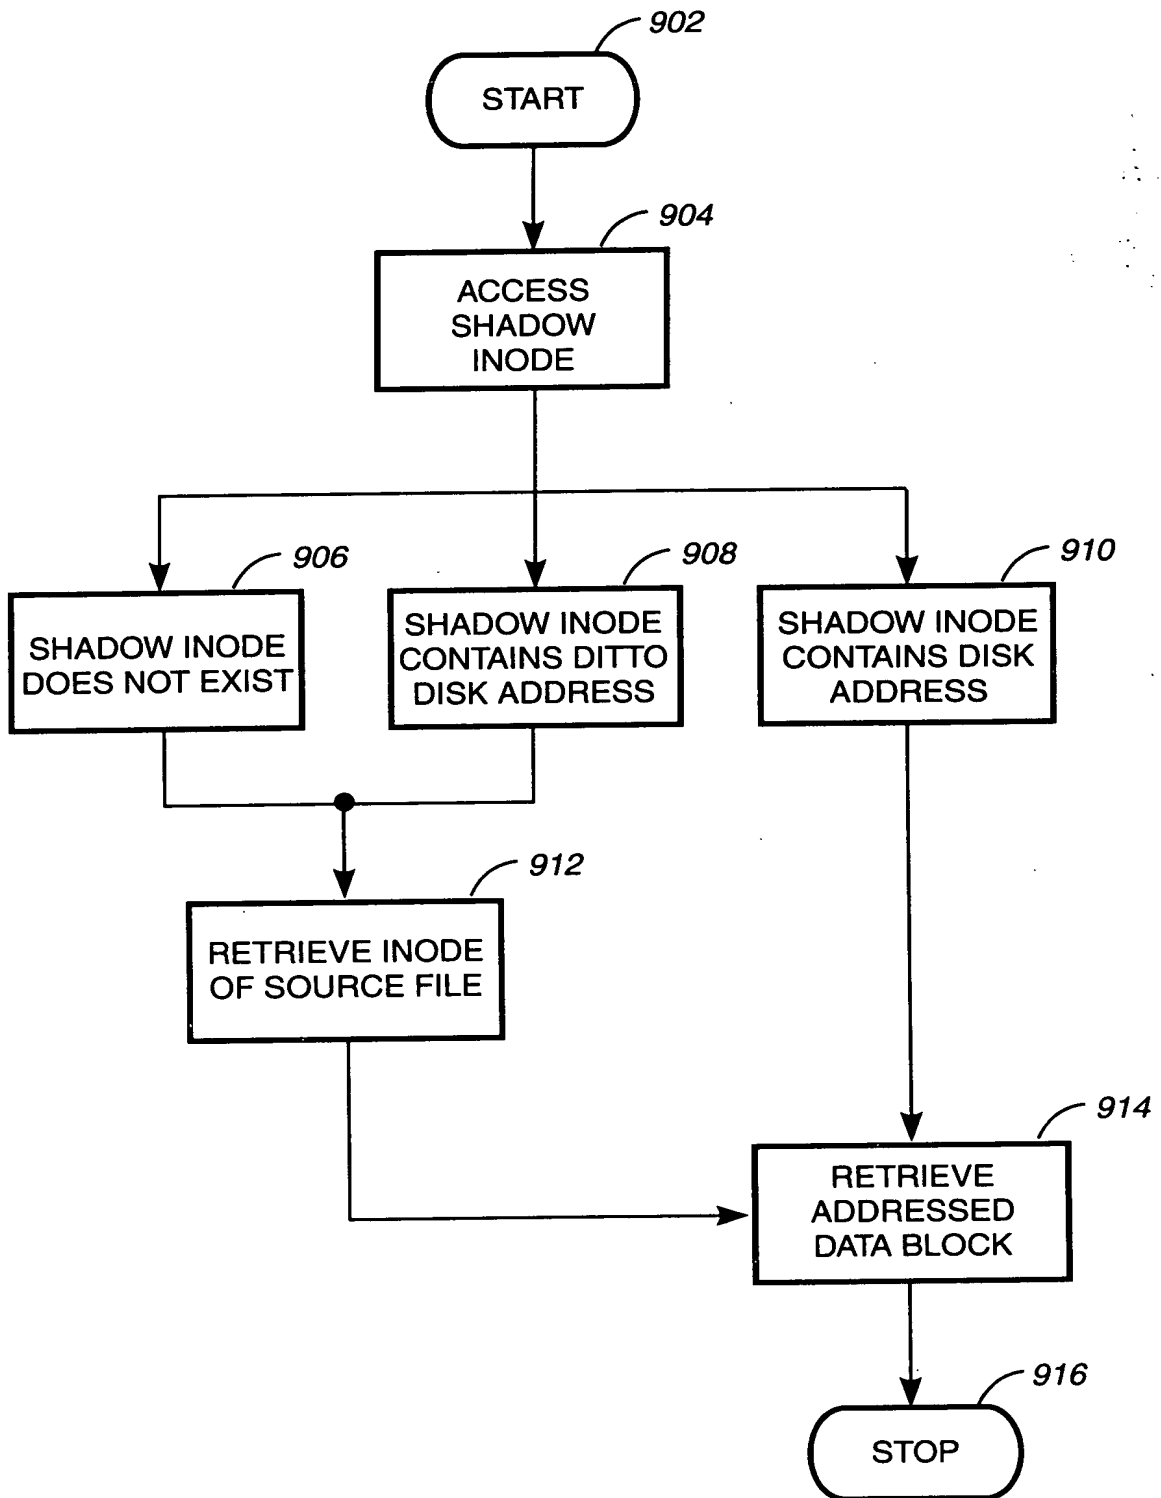 902
START
904
ACCESS
SHADOW
INODE
906
908
910
SHADOW INODE
DOES NOT EXIST
SHADOW INODE
CONTAINS DITTO
DISK ADDRESS
SHADOW INODE
CONTAINS DISK
ADDRESS
912
RETRIEVE INODE
OF SOURCE FILE
914
RETRIEVE
ADDRESSED
DATA BLOCK
916
STOP